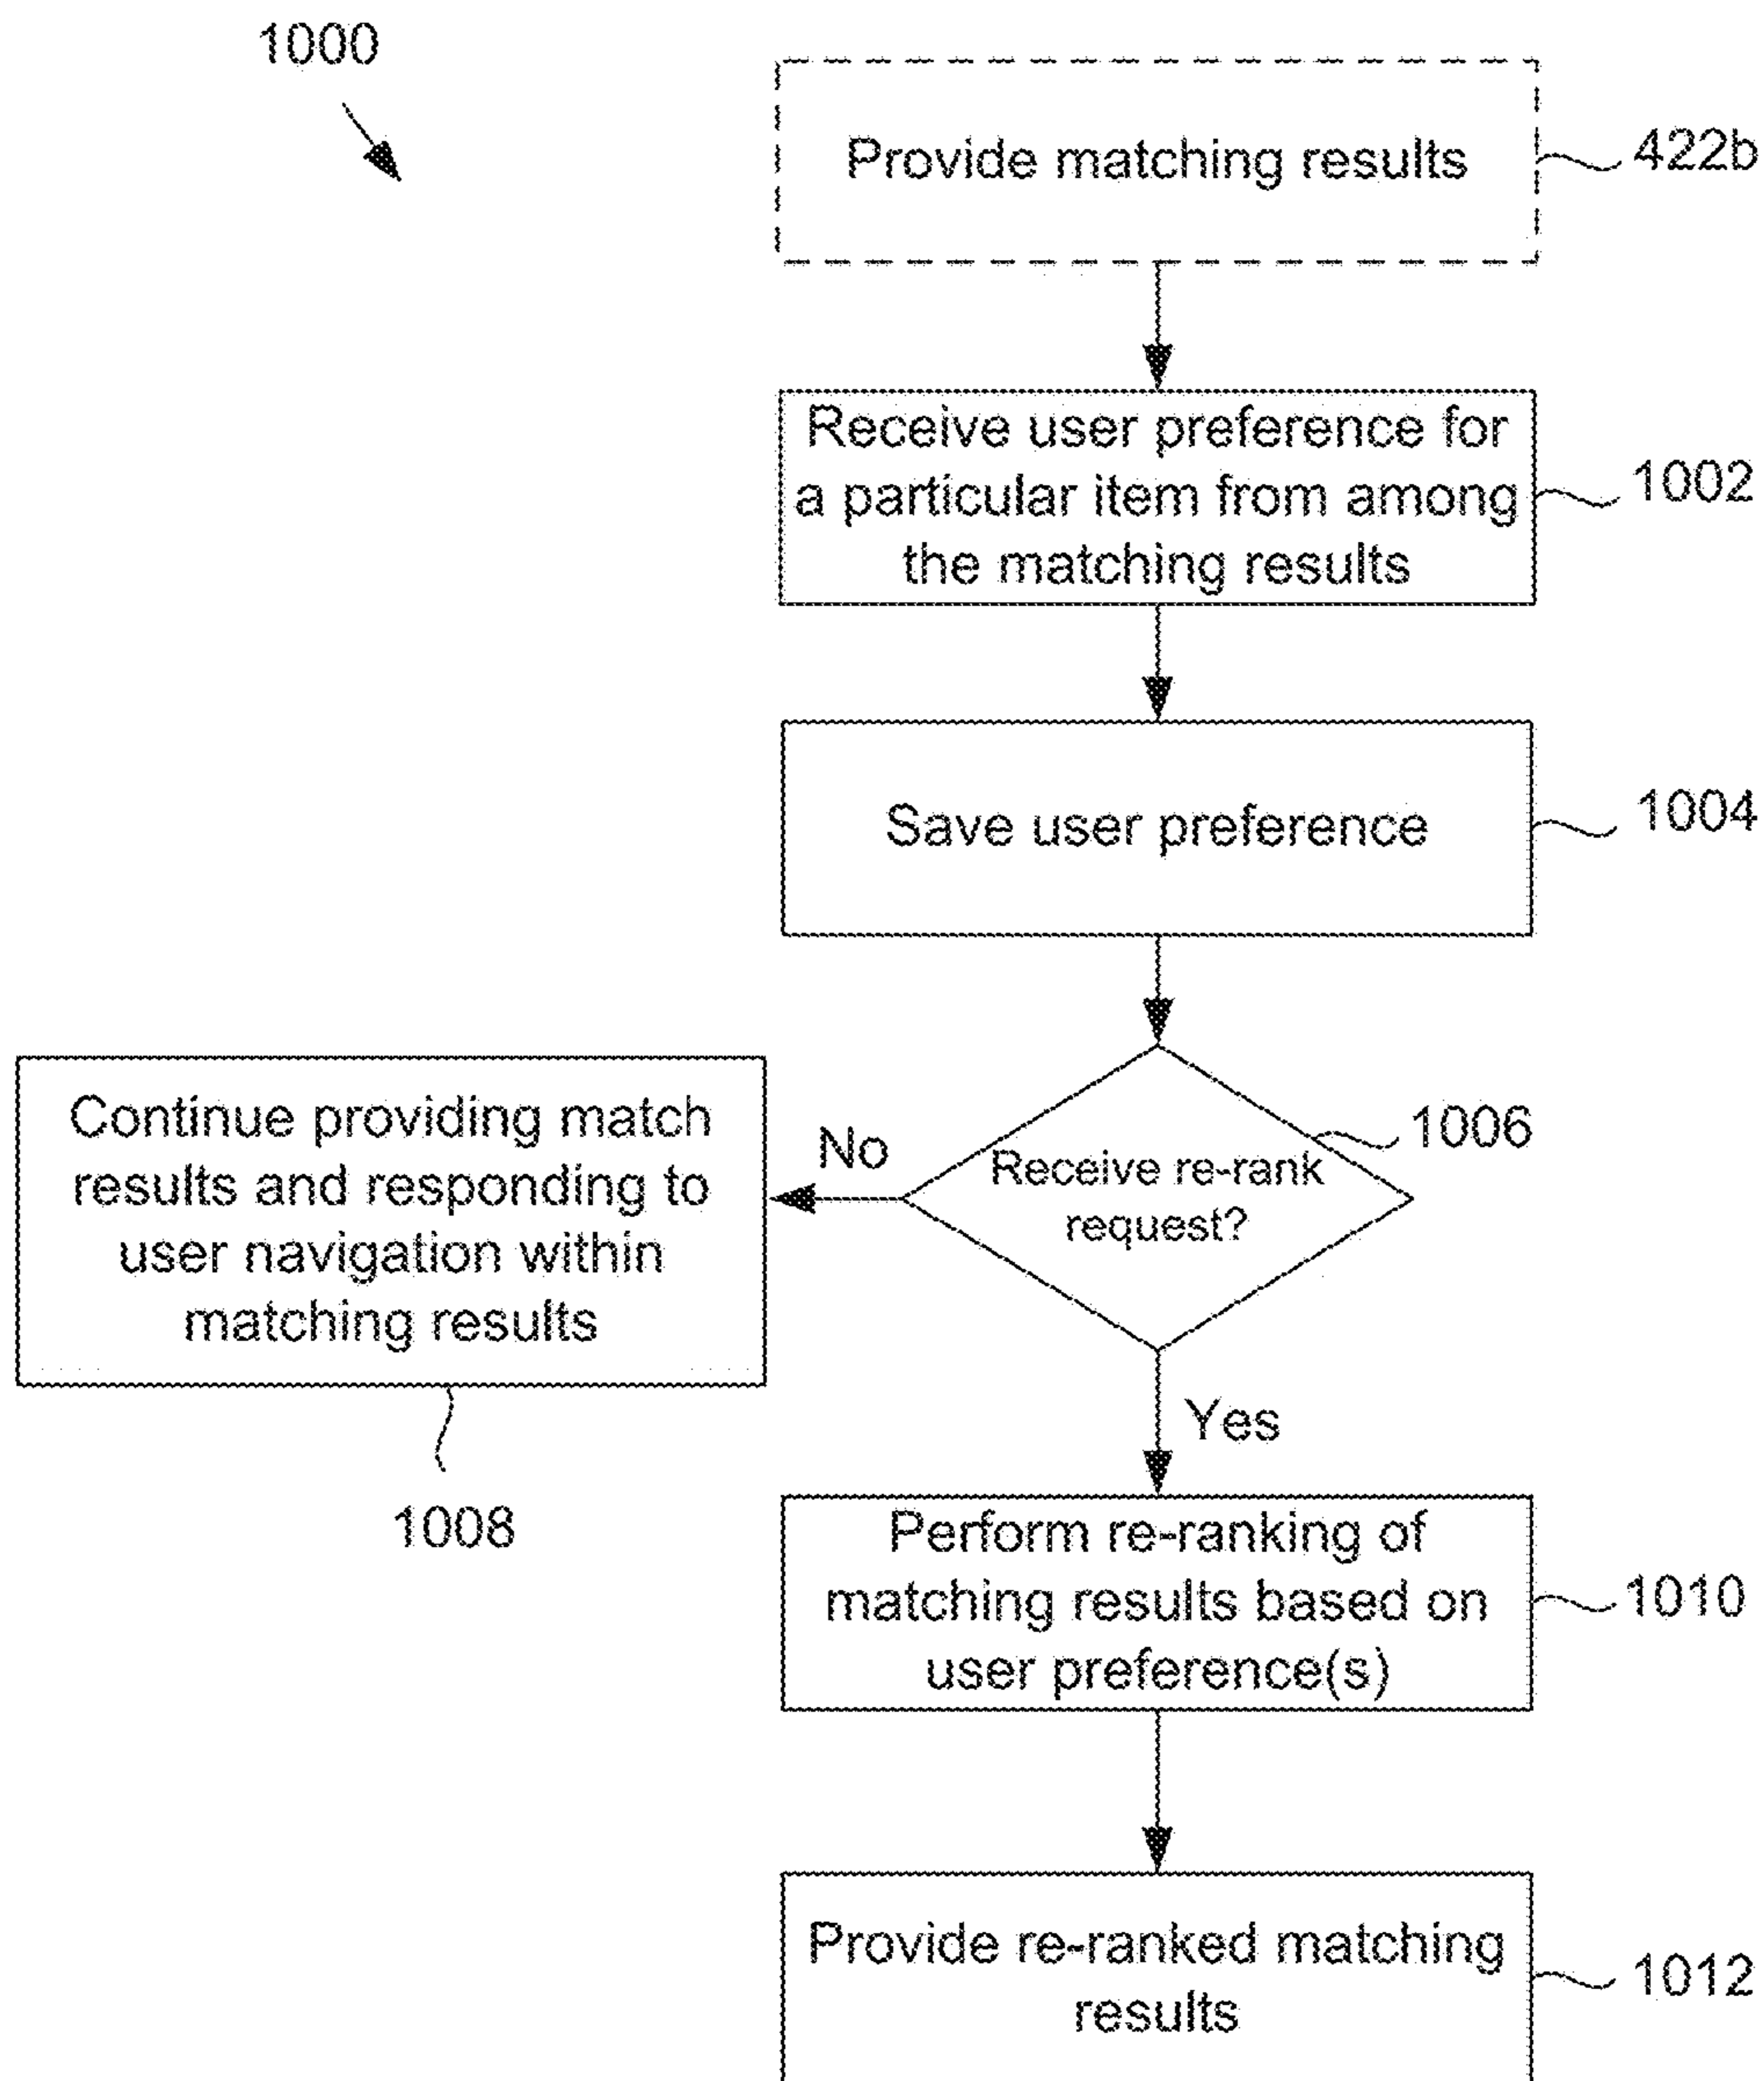 1000
Provide matching results
422b
Receive user preference for
a particular item from among
the matching results
1002
Save user preference
1004
Receive re-rank
request?
1006
No
Continue providing match
results and responding to
user navigation within
matching results
1008
Yes
Perform re-ranking of
matching results based on
user preference(s)
1010
Provide re-ranked matching
results
1012